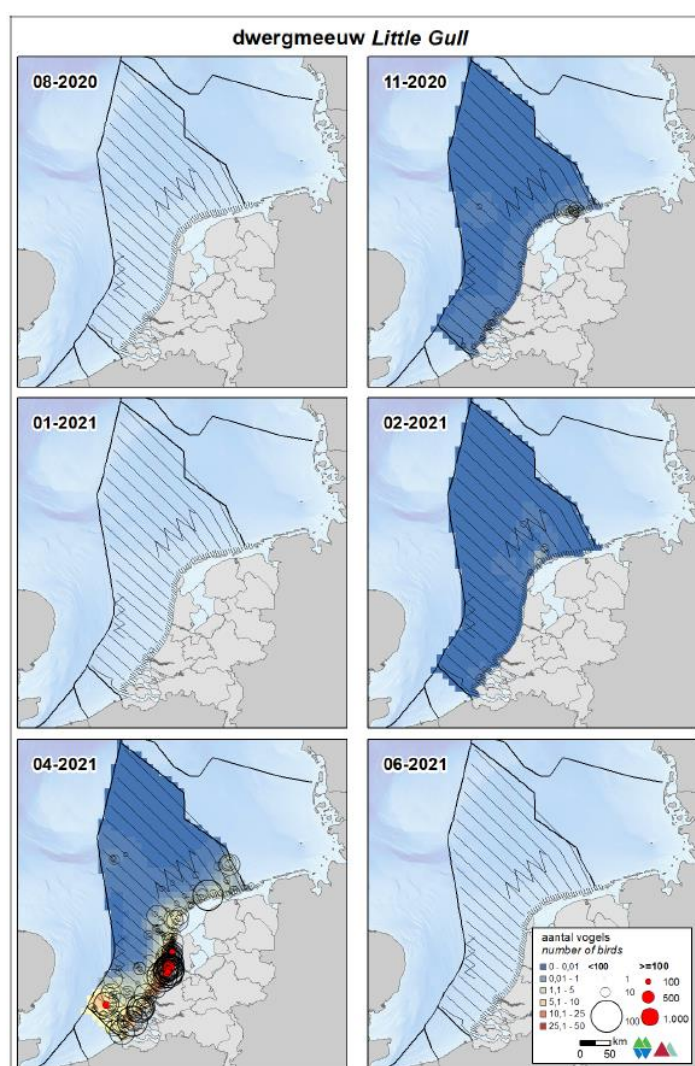 dwergmeeuw Little Gull
08-2020
11-2020
01-2021
02-2021
04-2021
06-2021
aantal vogels
number of birds
<100
>=100
0 - 0,01
0,01 - 1
1,1 - 5
5,1 - 10
10,1 - 25
25,1 - 50
1
10
100
100
500
1.000
km
0 50